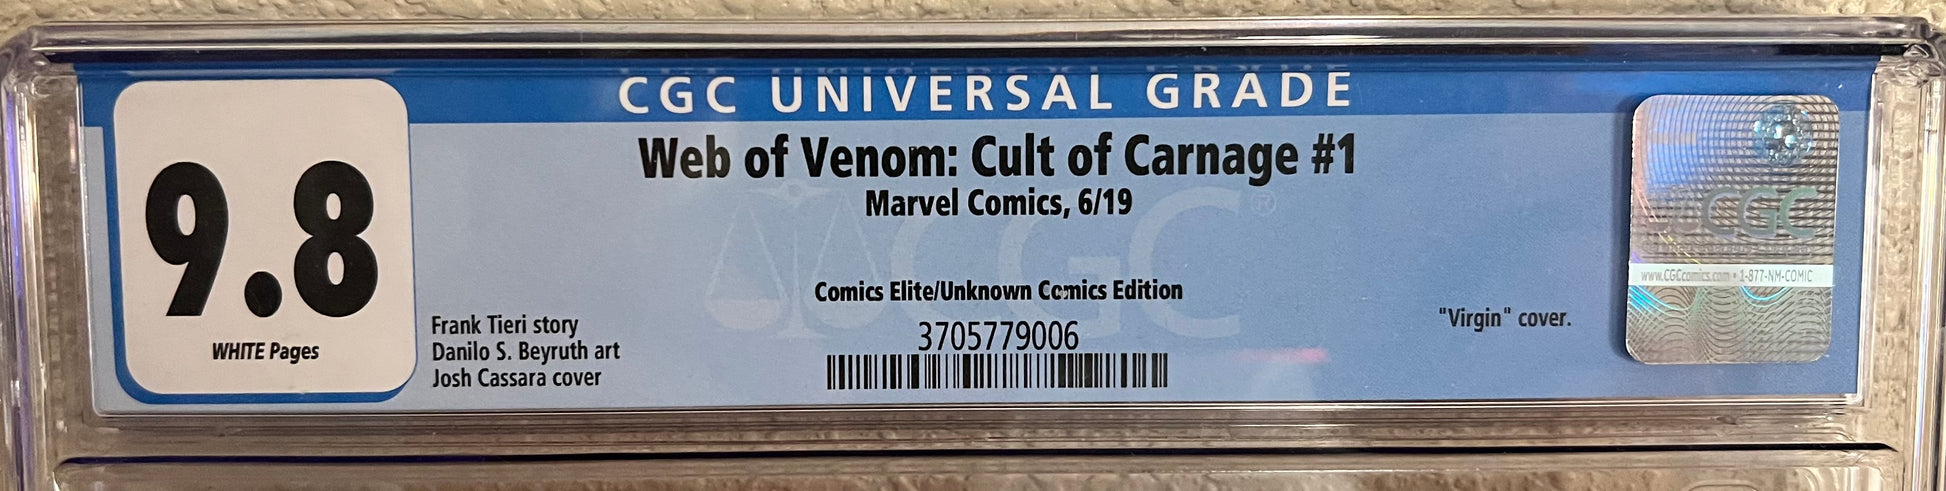 CGC UNIVERSAL GRADE
9.8
WHITE Pages
Web of Venom: Cult of Carnage #1
Marvel Comics, 6/19
CGC®
Comics Elite/Unknown Comics Edition
3705779006
Frank Tieri story
Danilo S. Beyruth art
Josh Cassara cover
"Virgin" cover.
CGC
www.CGCcomics.com • 1-877-NM-COMIC